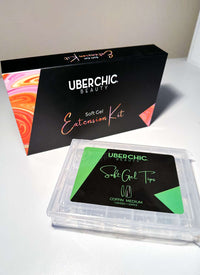 UBERCHIC
BEAUTY
Soft Gel
Extension Kit
UBERCHIC
BEAUTY
Soft Gel Tips
COFFIN MEDIUM